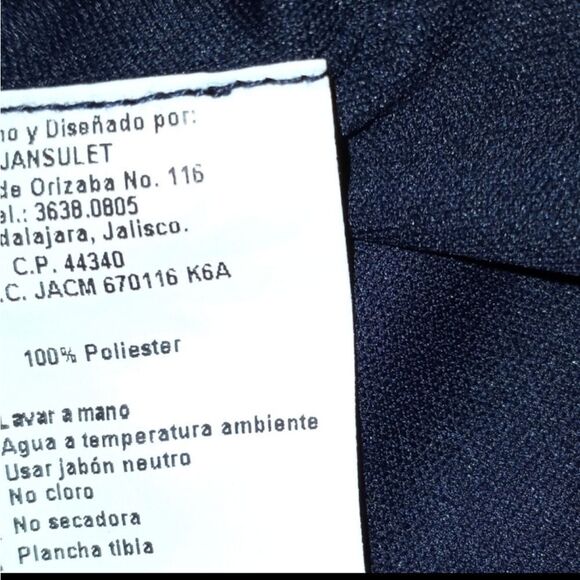 no y Diseñado por:
JANSULET
de Orizaba No. 116
el.: 3638.0805
dalajara, Jalisco.
C.P. 44340
.C. JACM 670116 K6A
100% Poliester
Lavar a mano
Agua a temperatura ambiente
Usar jabón neutro
No cloro
No secadora
Plancha tibia